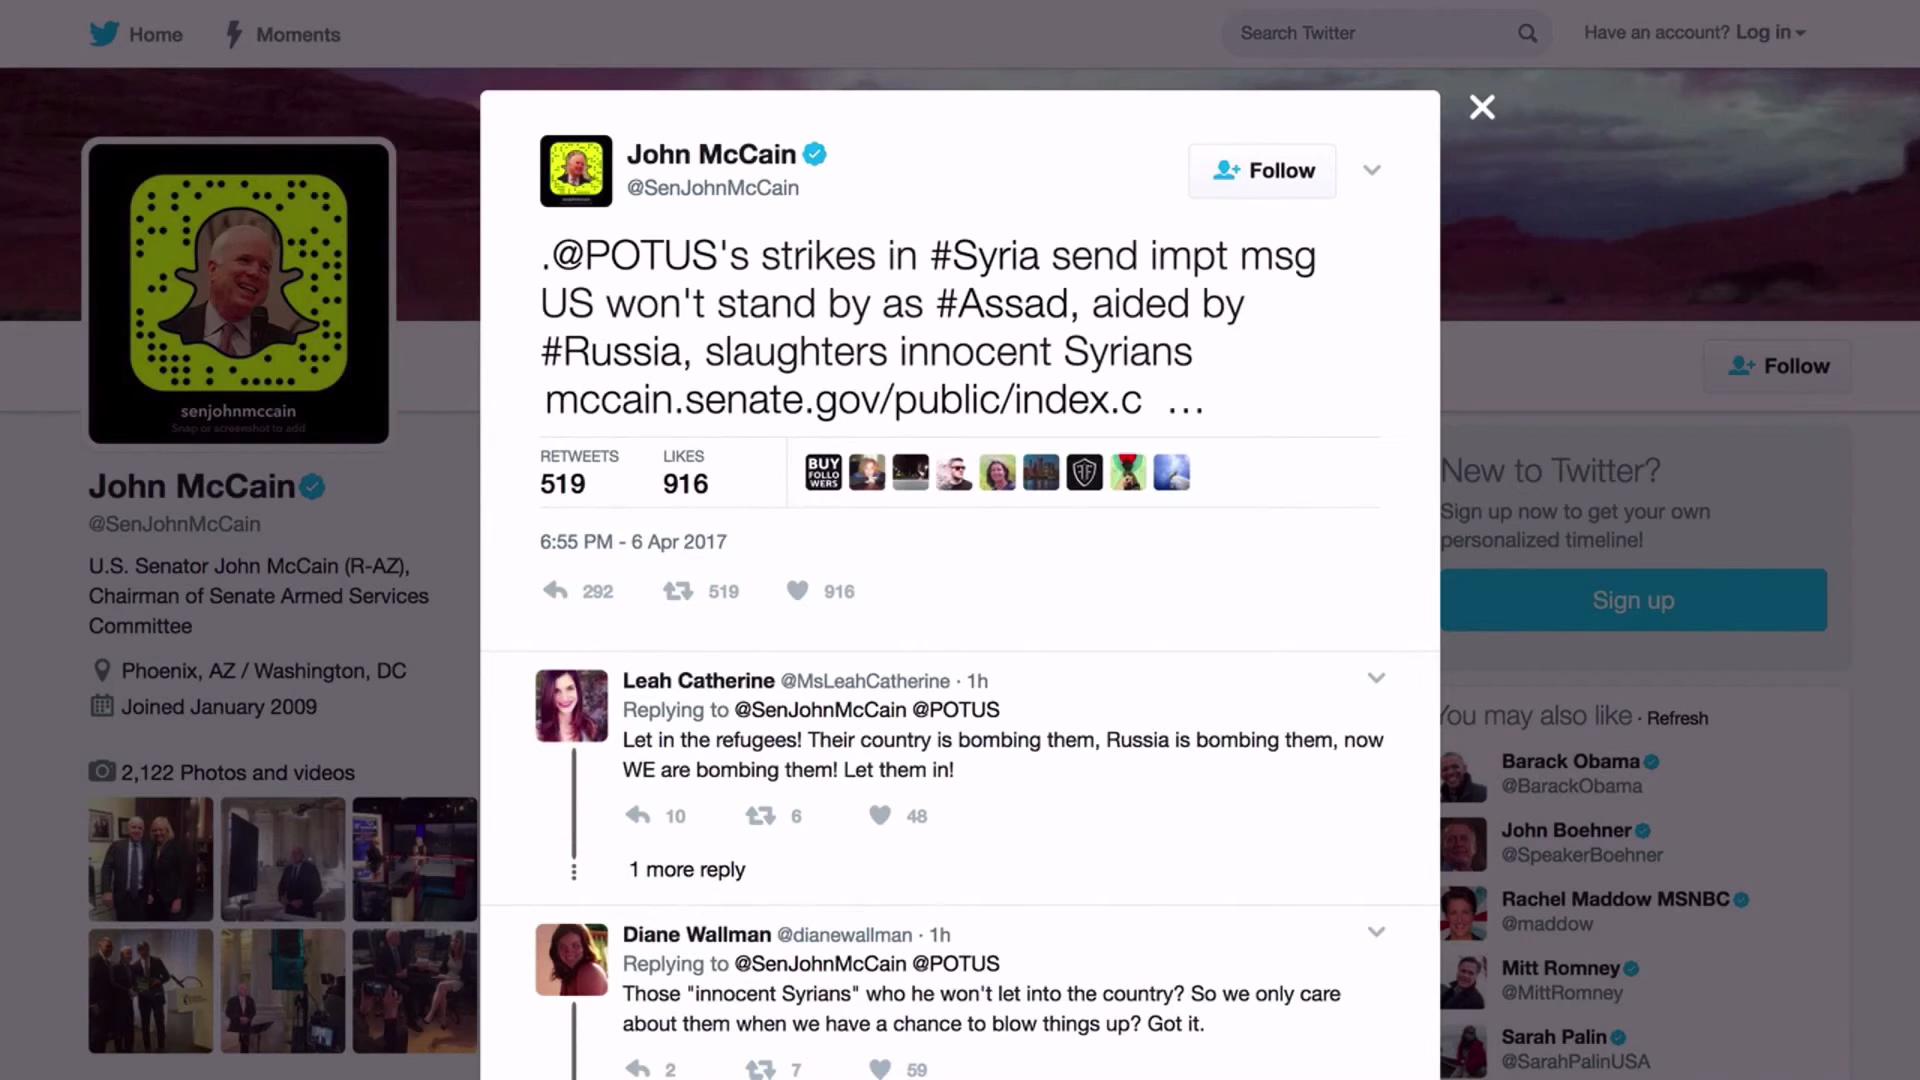 Home
Moments
Search Twitter
Have an account? Log in
senjohnmccain
Snap or screenshot to add
John McCain
@SenJohnMcCain
U.S. Senator John McCain (R-AZ),
Chairman of Senate Armed Services
Committee
Phoenix, AZ / Washington, DC
Joined January 2009
2,122 Photos and videos
John McCain
@SenJohnMcCain
Follow
.@POTUS's strikes in #Syria send impt msg
US won't stand by as #Assad, aided by
#Russia, slaughters innocent Syrians
mccain.senate.gov/public/index.c …
RETWEETS
519
LIKES
916
BUY
FOLLO
WERS
6:55 PM - 6 Apr 2017
292
519
916
Leah Catherine @MsLeahCatherine · 1h
Replying to @SenJohnMcCain @POTUS
Let in the refugees! Their country is bombing them, Russia is bombing them, now
WE are bombing them! Let them in!
10
6
48
1 more reply
Diane Wallman @dianewallman · 1h
Replying to @SenJohnMcCain @POTUS
Those "innocent Syrians" who he won't let into the country? So we only care
about them when we have a chance to blow things up? Got it.
2
7
59
Follow
New to Twitter?
Sign up now to get your own
personalized timeline!
Sign up
You may also like · Refresh
Barack Obama
@BarackObama
John Boehner
@SpeakerBoehner
Rachel Maddow MSNBC
@maddow
Mitt Romney
@MittRomney
Sarah Palin
@SarahPalinUSA